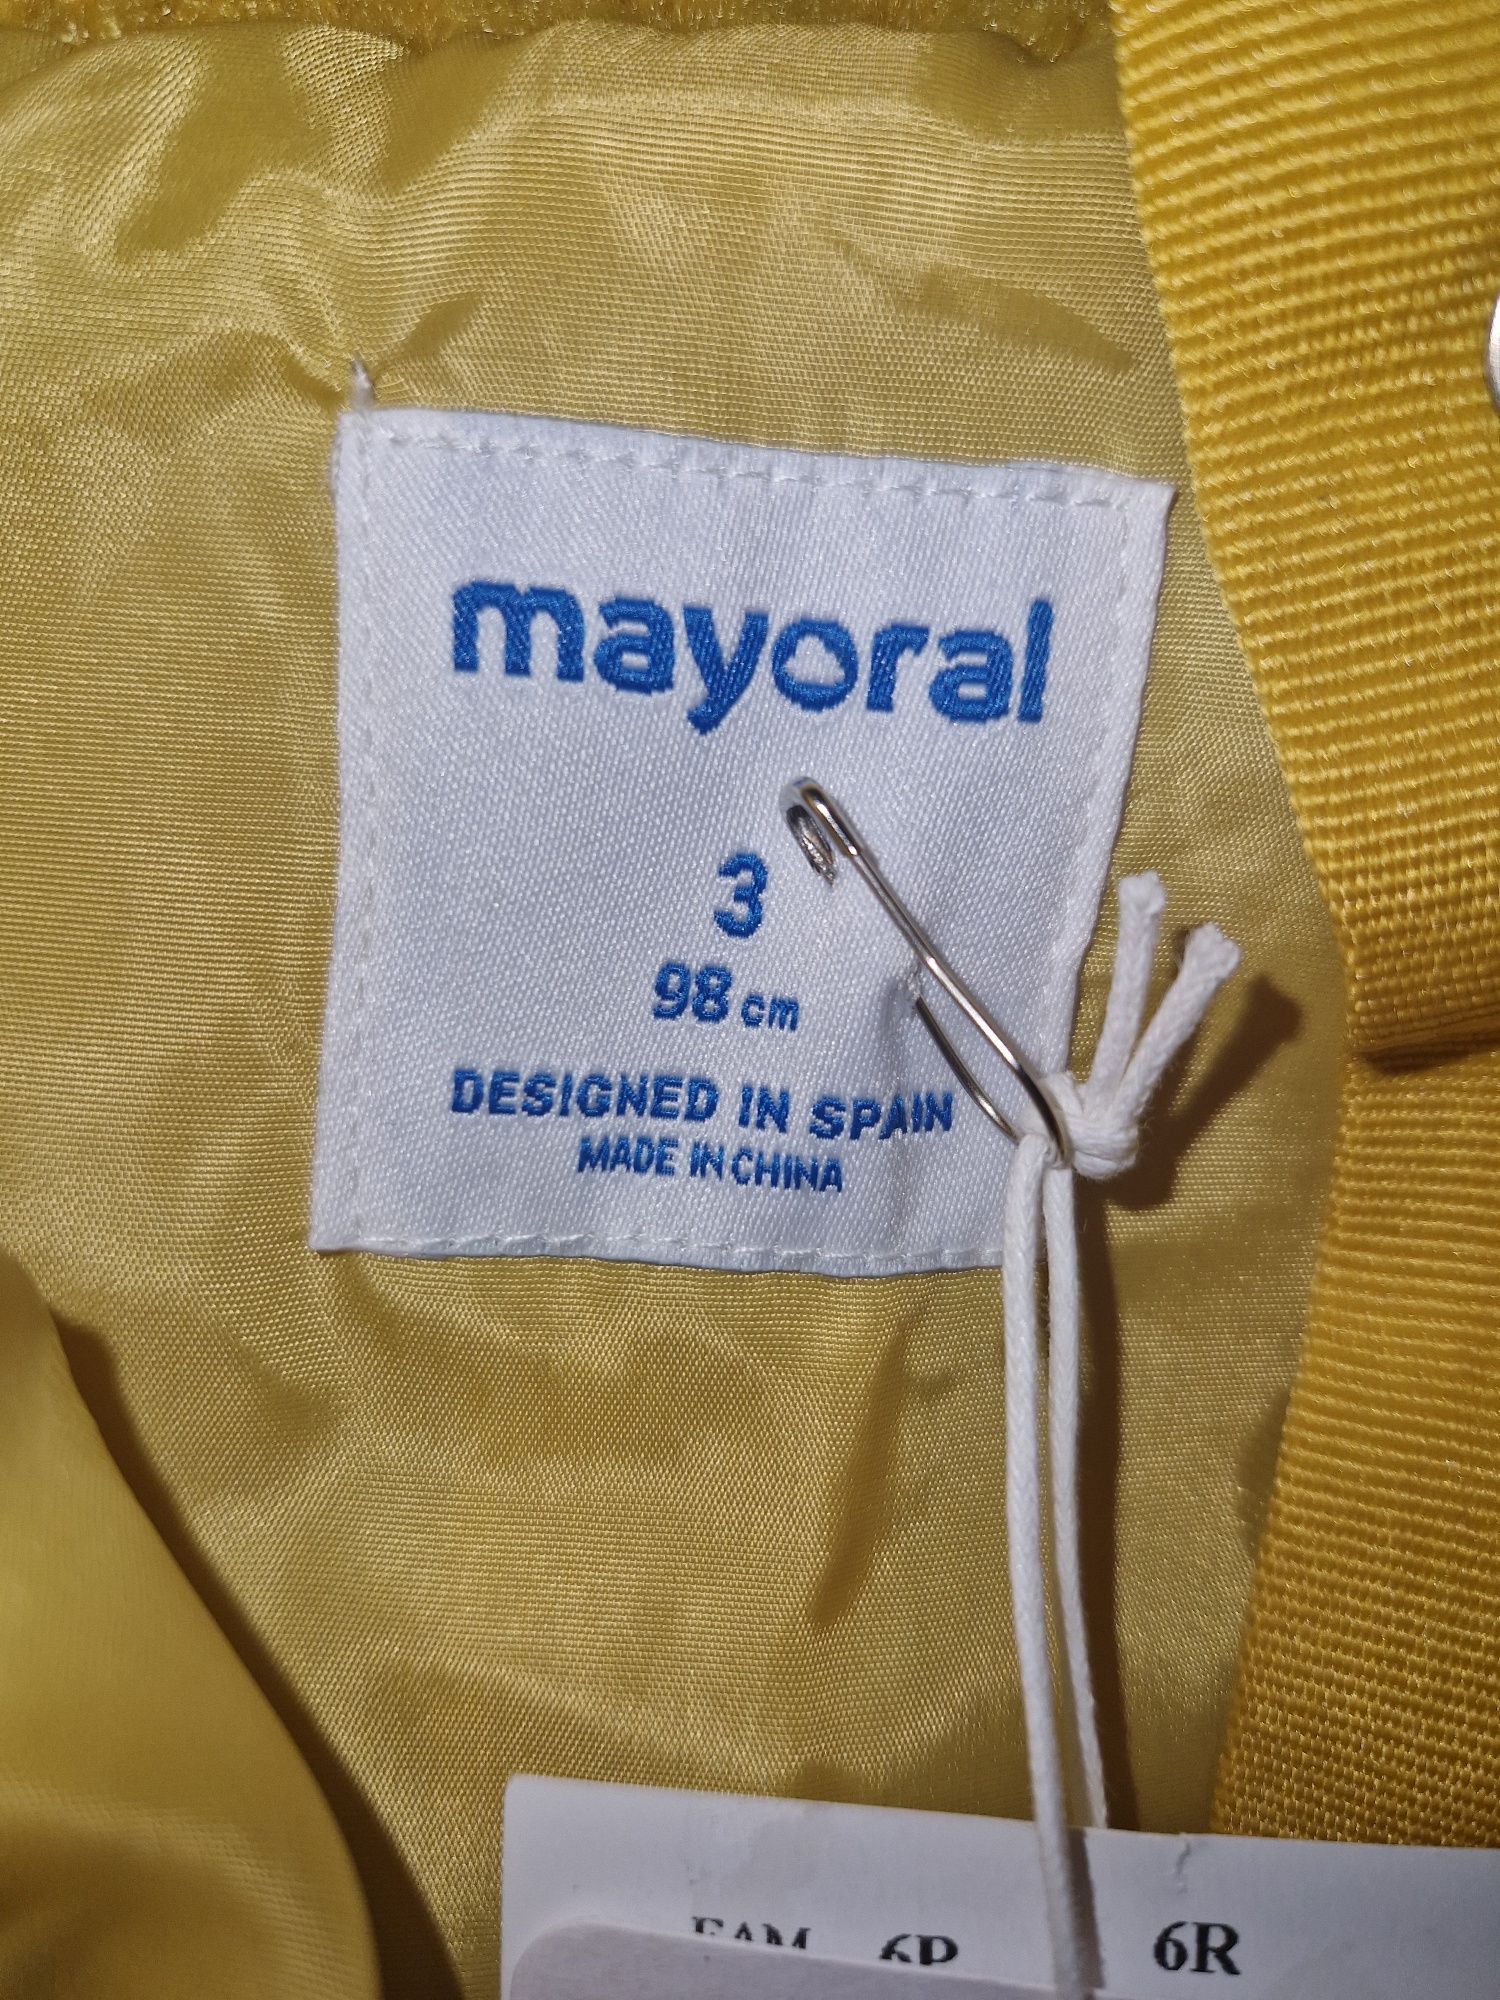 mayoral
3
98 cm
DESIGNED IN SPAIN
MADE IN CHINA
6R